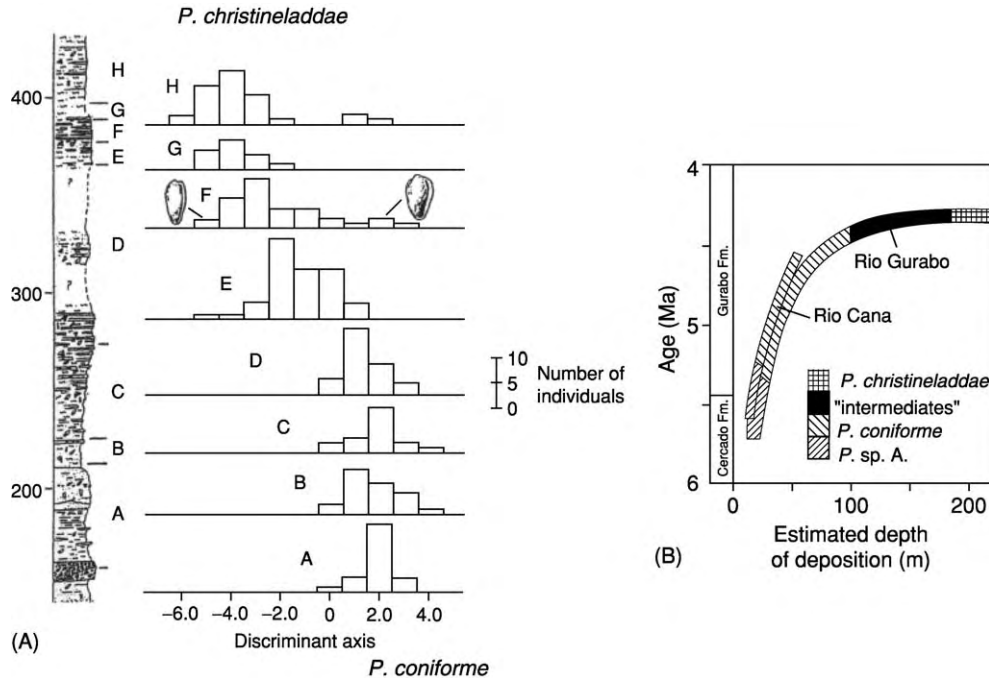 P. christineladdae
H
G
F
E
D
C
B
A
400
300
200
H
G
F
E
D
C
B
A
10
5
0
Number of
individuals
–6.0 –4.0 –2.0 0 2.0 4.0
Discriminant axis
(A)
P. coniforme
4
5
6
Age (Ma)
Gurabo Fm.
Cercado Fm.
Rio Gurabo
Rio Cana
P. christineladdae
"intermediates"
P. coniforme
P. sp. A.
0 100 200
Estimated depth
of deposition (m)
(B)